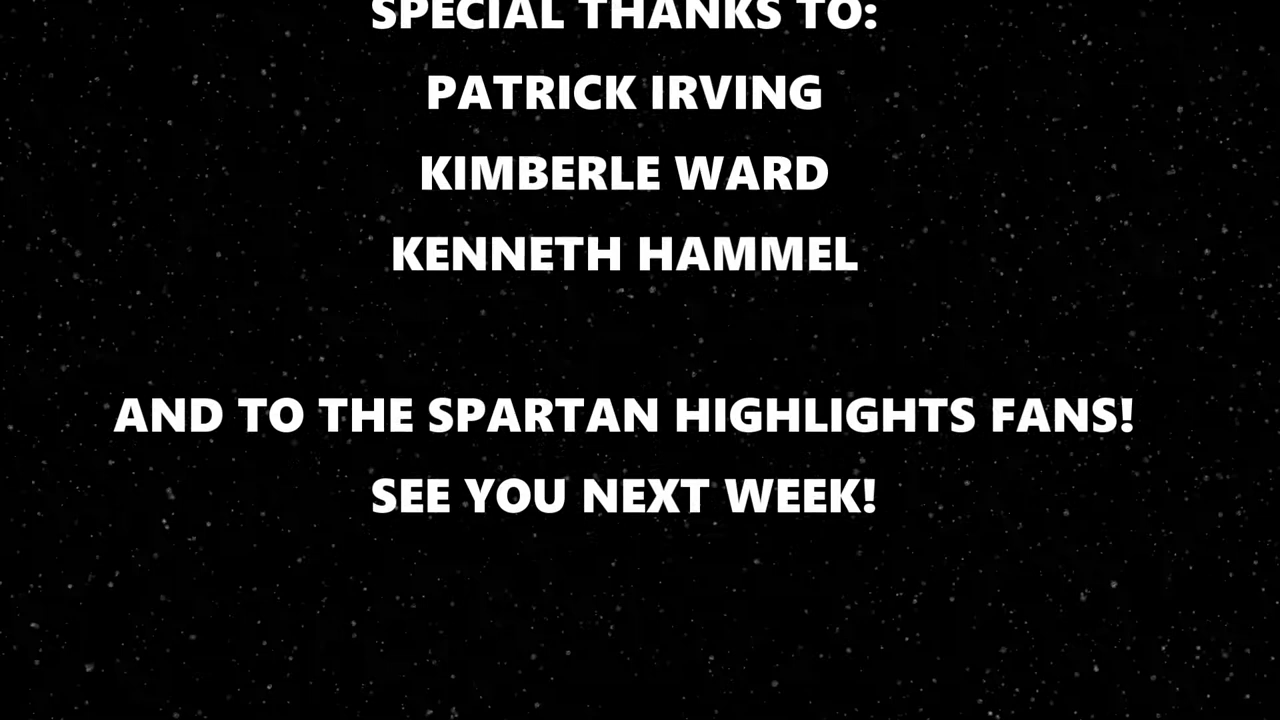 SPECIAL THANKS TO:
PATRICK IRVING
KIMBERLE WARD
KENNETH HAMMEL
AND TO THE SPARTAN HIGHLIGHTS FANS!
SEE YOU NEXT WEEK!